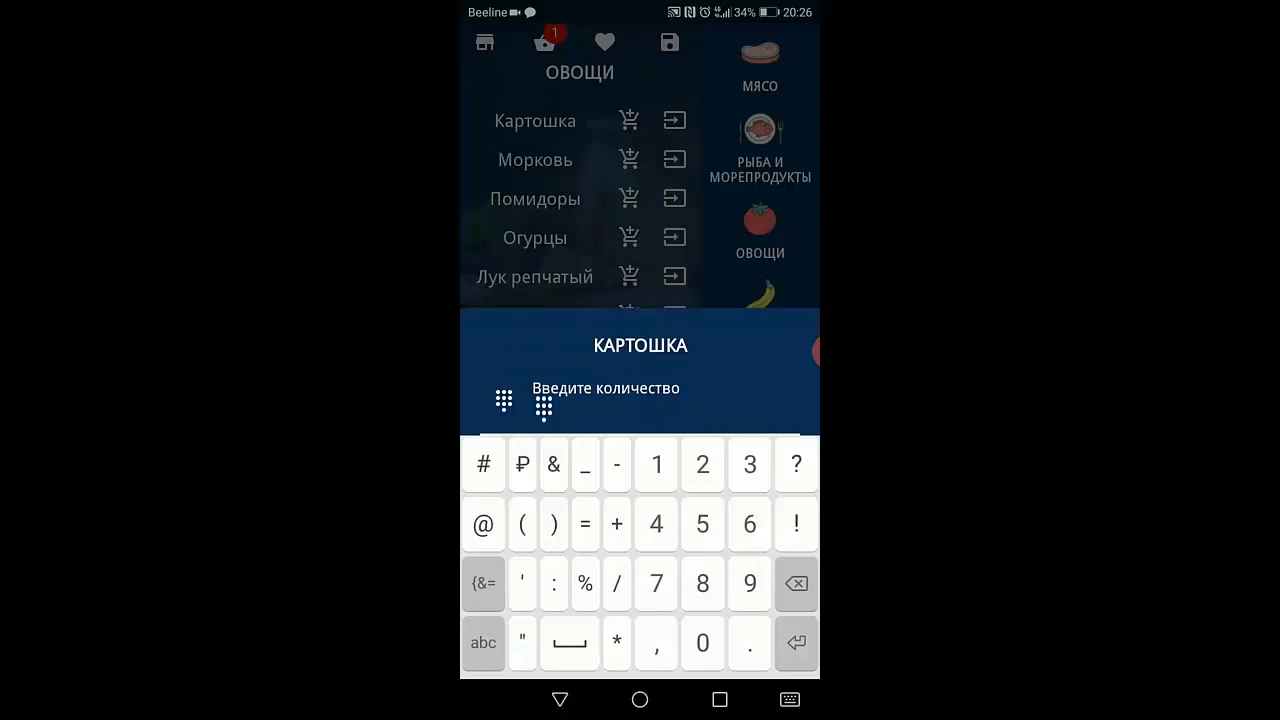 Beeline 4G 34% 20:26
1
ОВОЩИ
Картошка
Морковь
Помидоры
Огурцы
Лук репчатый
МЯСО
РЫБА И
МОРЕПРОДУКТЫ
ОВОЩИ
КАРТОШКА
Введите количество
# ₽ & _ - 1 2 3 ?
@ ( ) = + 4 5 6 !
{&= ' : % / 7 8 9
abc " * , 0 .